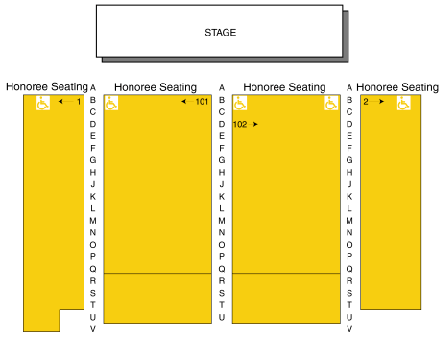 STAGE
Honoree Seating A Honoree Seating A Honoree Seating A Honoree Seating
B 1 101 B B 2
C C C
D 102 D D
E E E
F F F
G G G
H H H
J J J
K K K
L L L
M M M
N N N
O O O
P P P
Q Q Q
R R R
S S S
T T T
U U U
V V